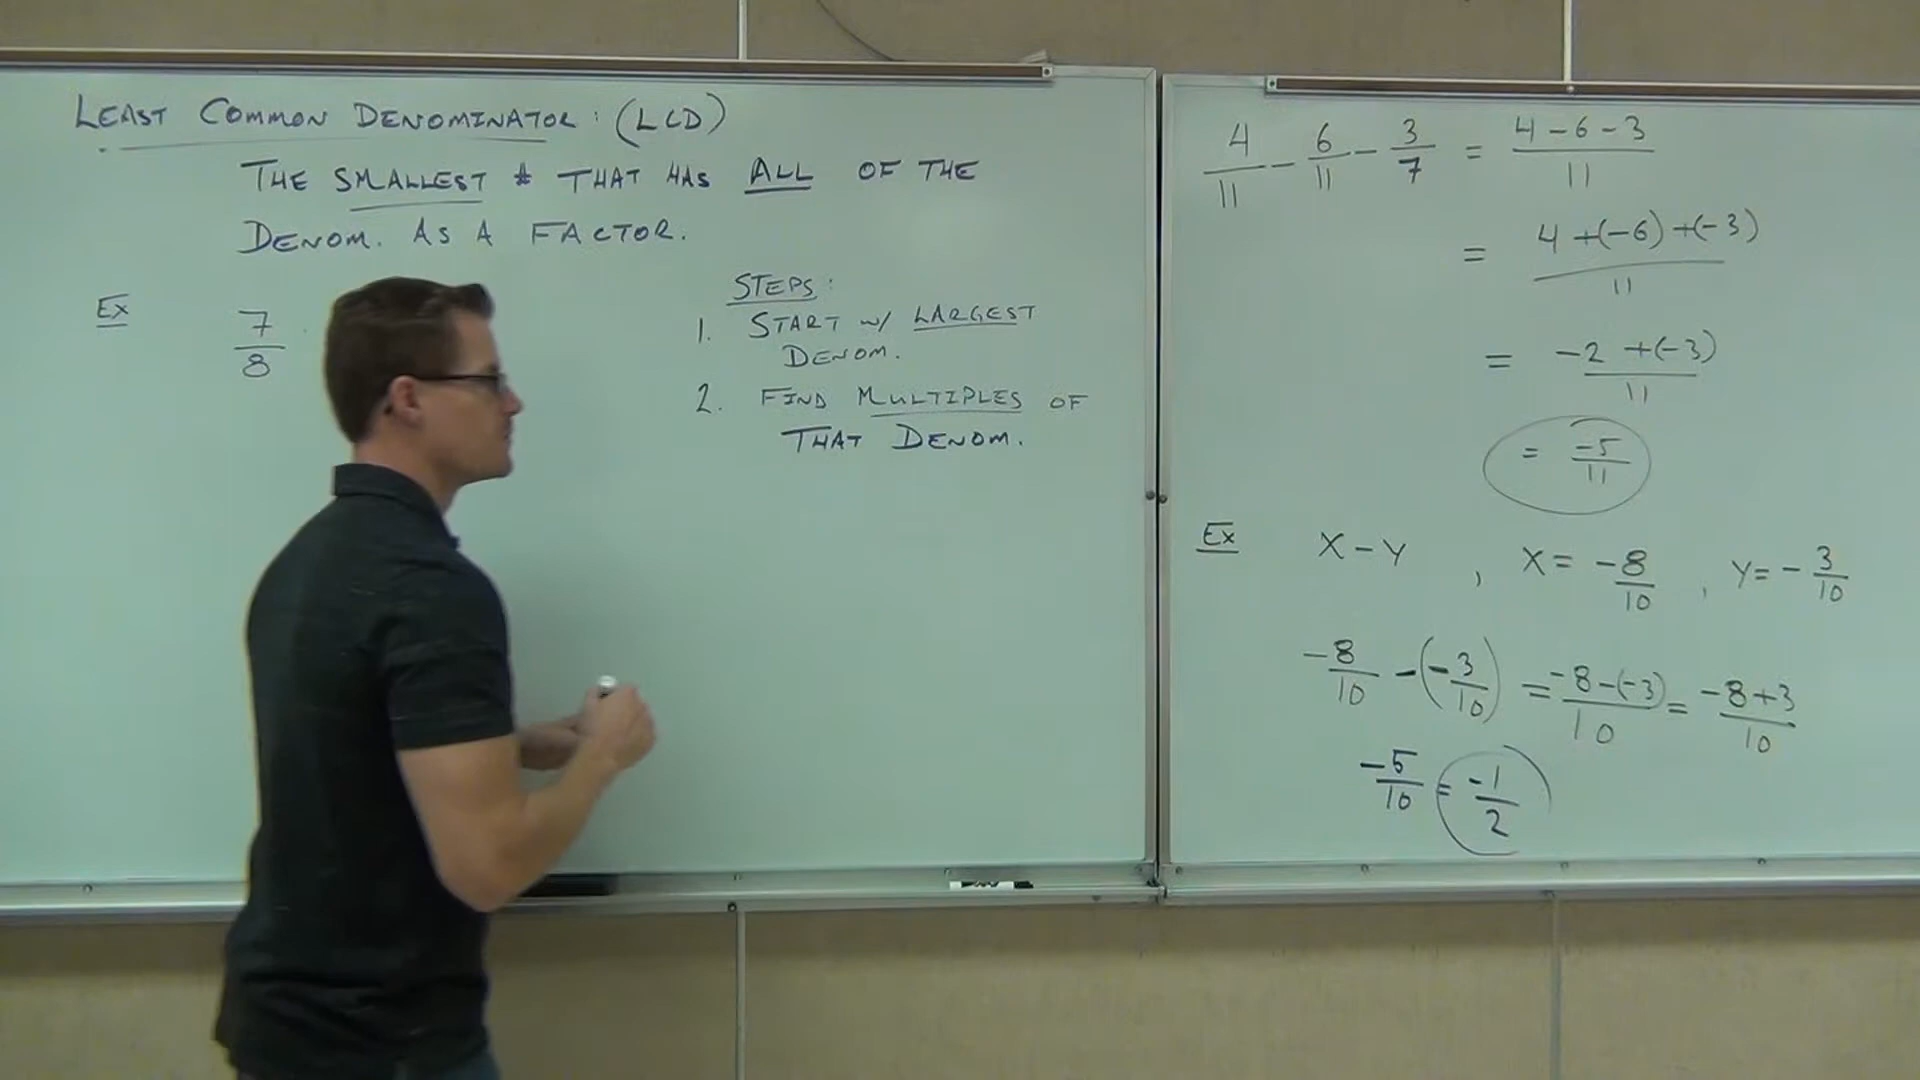 LEAST COMMON DENOMINATOR: (LCD)
THE SMALLEST # THAT HAS ALL OF THE
DENOM. AS A FACTOR.
Ex 7/8
STEPS:
1. START W/ LARGEST
DENOM.
2. FIND MULTIPLES OF
THAT DENOM.
4/11 - 6/11 - 3/7 = (4-6-3)/11
= (4+(-6)+(-3))/11
= (-2+(-3))/11
= -5/11
Ex X-Y, X= -8/10, Y= -3/10
-8/10 - (-3/10) = (-8-(-3))/10 = (-8+3)/10
-5/10 = -1/2